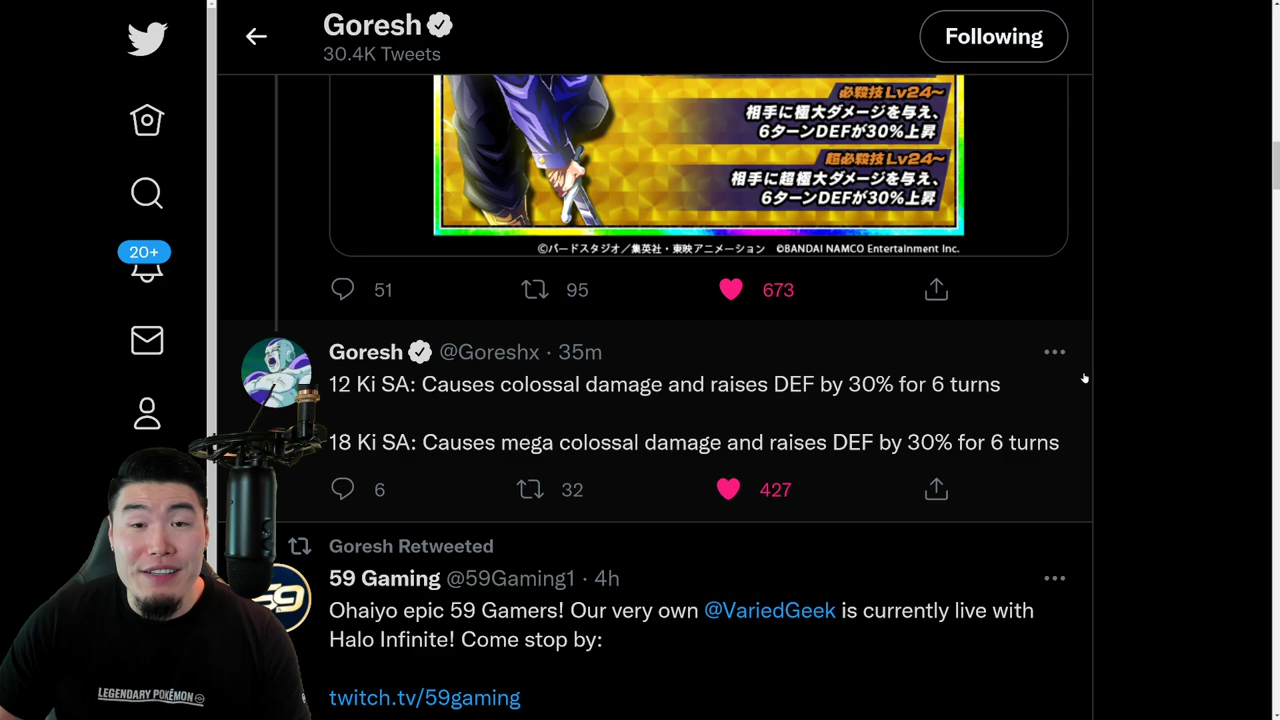 Goresh
30.4K Tweets
Following
必殺技Lv24~
相手に極大ダメージを与え、
6ターンDEFが30%上昇
超必殺技Lv24~
相手に超極大ダメージを与え、
6ターンDEFが30%上昇
©バードスタジオ／集英社・東映アニメーション ©BANDAI NAMCO Entertainment Inc.
20+
51 95 673
Goresh @Goreshx · 35m
12 Ki SA: Causes colossal damage and raises DEF by 30% for 6 turns
18 Ki SA: Causes mega colossal damage and raises DEF by 30% for 6 turns
6 32 427
Goresh Retweeted
59 Gaming @59Gaming1 · 4h
59
Ohaiyo epic 59 Gamers! Our very own @VariedGeek is currently live with
Halo Infinite! Come stop by:
twitch.tv/59gaming
LEGENDARY POKÉMON